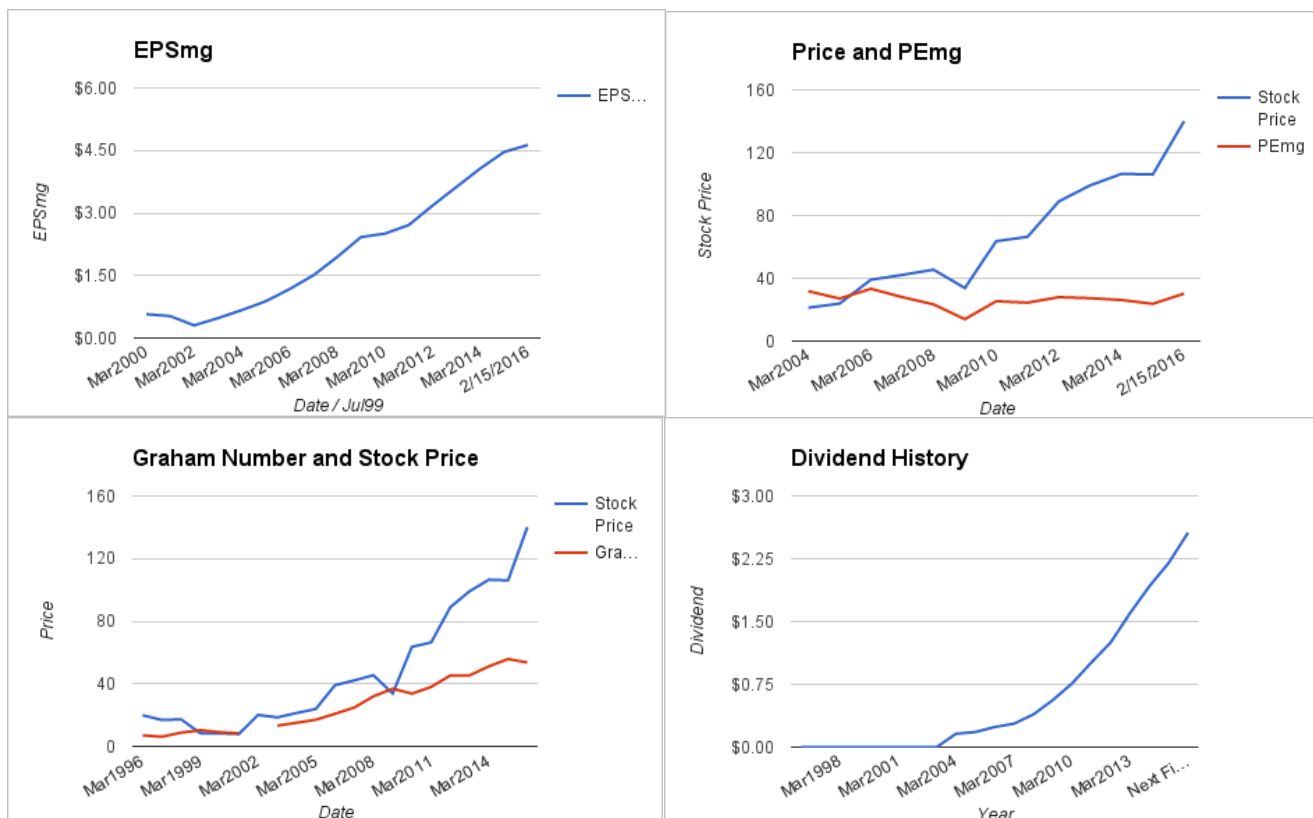 EPSmg
$6.00
$4.50
$3.00
$1.50
$0.00
EPSmg
EPS...
Mar2000
Mar2002
Mar2004
Mar2006
Mar2008
Mar2010
Mar2012
Mar2014
2/15/2016
Date / Jul99
Price and PEmg
160
120
80
40
0
Stock Price
Stock
Price
PEmg
Mar2004
Mar2006
Mar2008
Mar2010
Mar2012
Mar2014
2/15/2016
Date
Graham Number and Stock Price
160
120
80
40
0
Price
Stock
Price
Gra...
Mar1996
Mar1999
Mar2002
Mar2005
Mar2008
Mar2011
Mar2014
Date
Dividend History
$3.00
$2.25
$1.50
$0.75
$0.00
Dividend
Mar1998
Mar2001
Mar2004
Mar2007
Mar2010
Mar2013
Next Fi...
Year